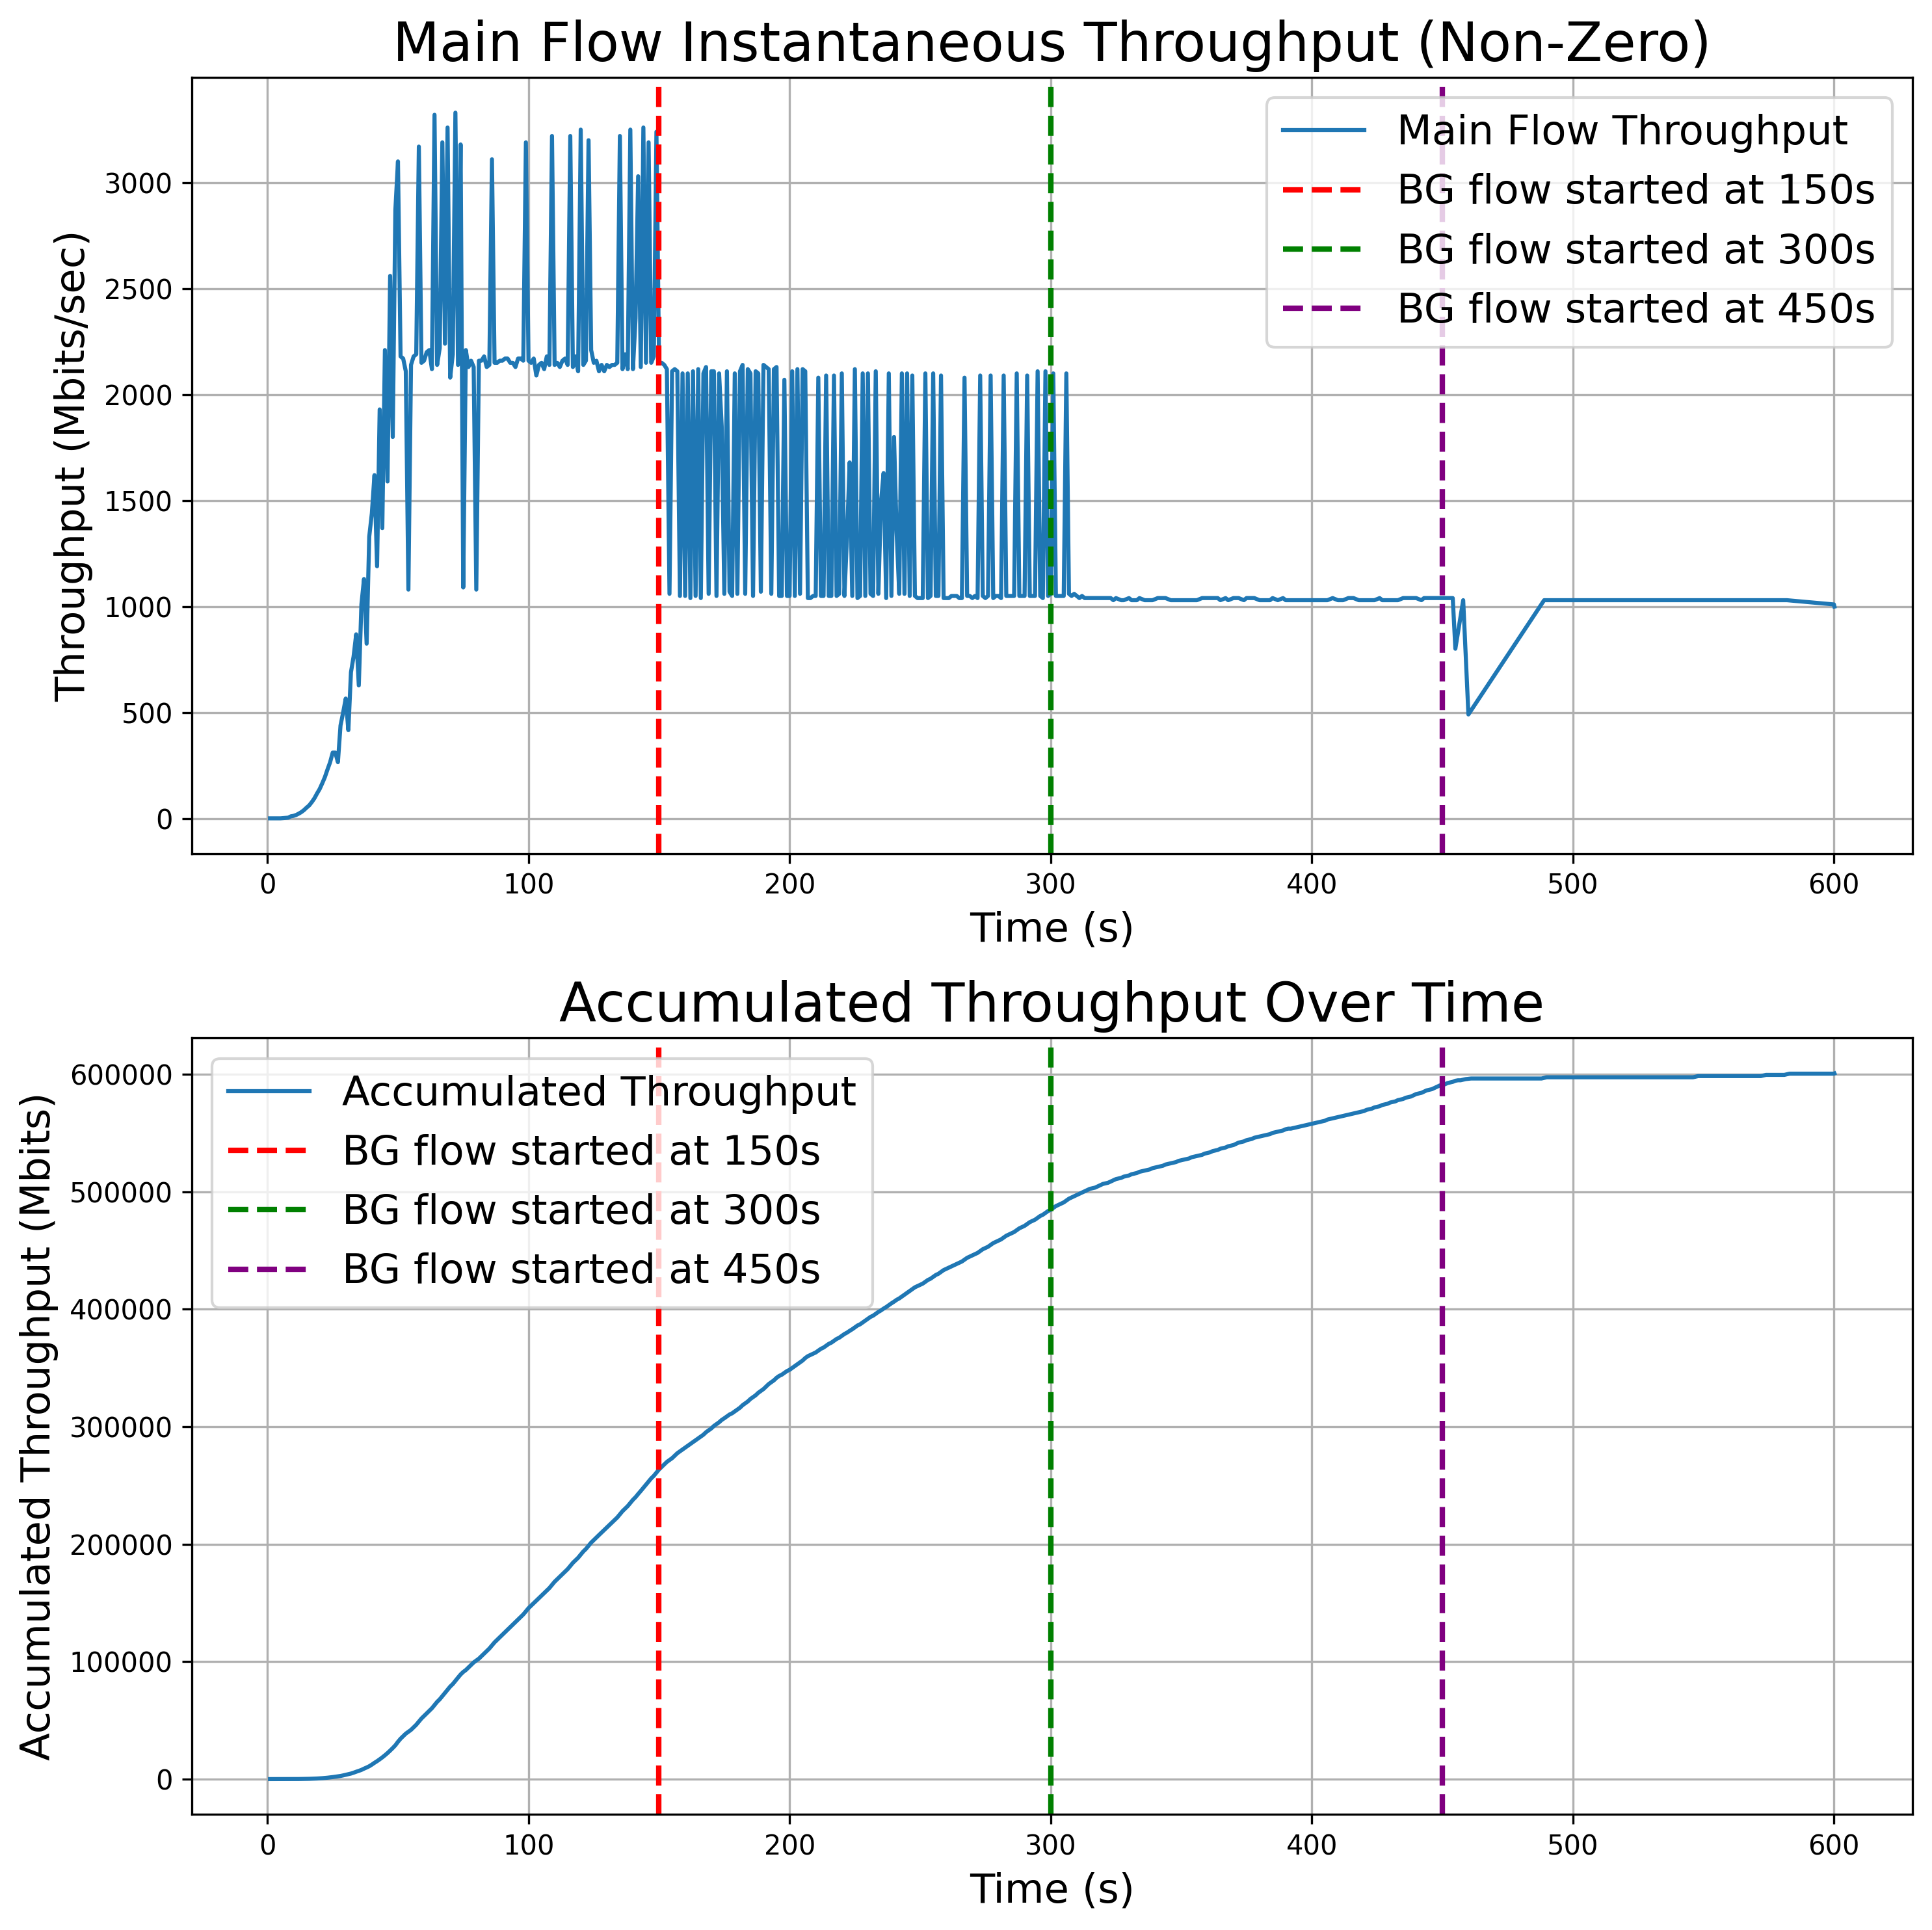 Main Flow Instantaneous Throughput (Non-Zero)
Throughput (Mbits/sec)
3000
2500
2000
1500
1000
500
0
Main Flow Throughput
BG flow started at 150s
BG flow started at 300s
BG flow started at 450s
0 100 200 300 400 500 600
Time (s)
Accumulated Throughput Over Time
Accumulated Throughput (Mbits)
600000
500000
400000
300000
200000
100000
0
Accumulated Throughput
BG flow started at 150s
BG flow started at 300s
BG flow started at 450s
0 100 200 300 400 500 600
Time (s)